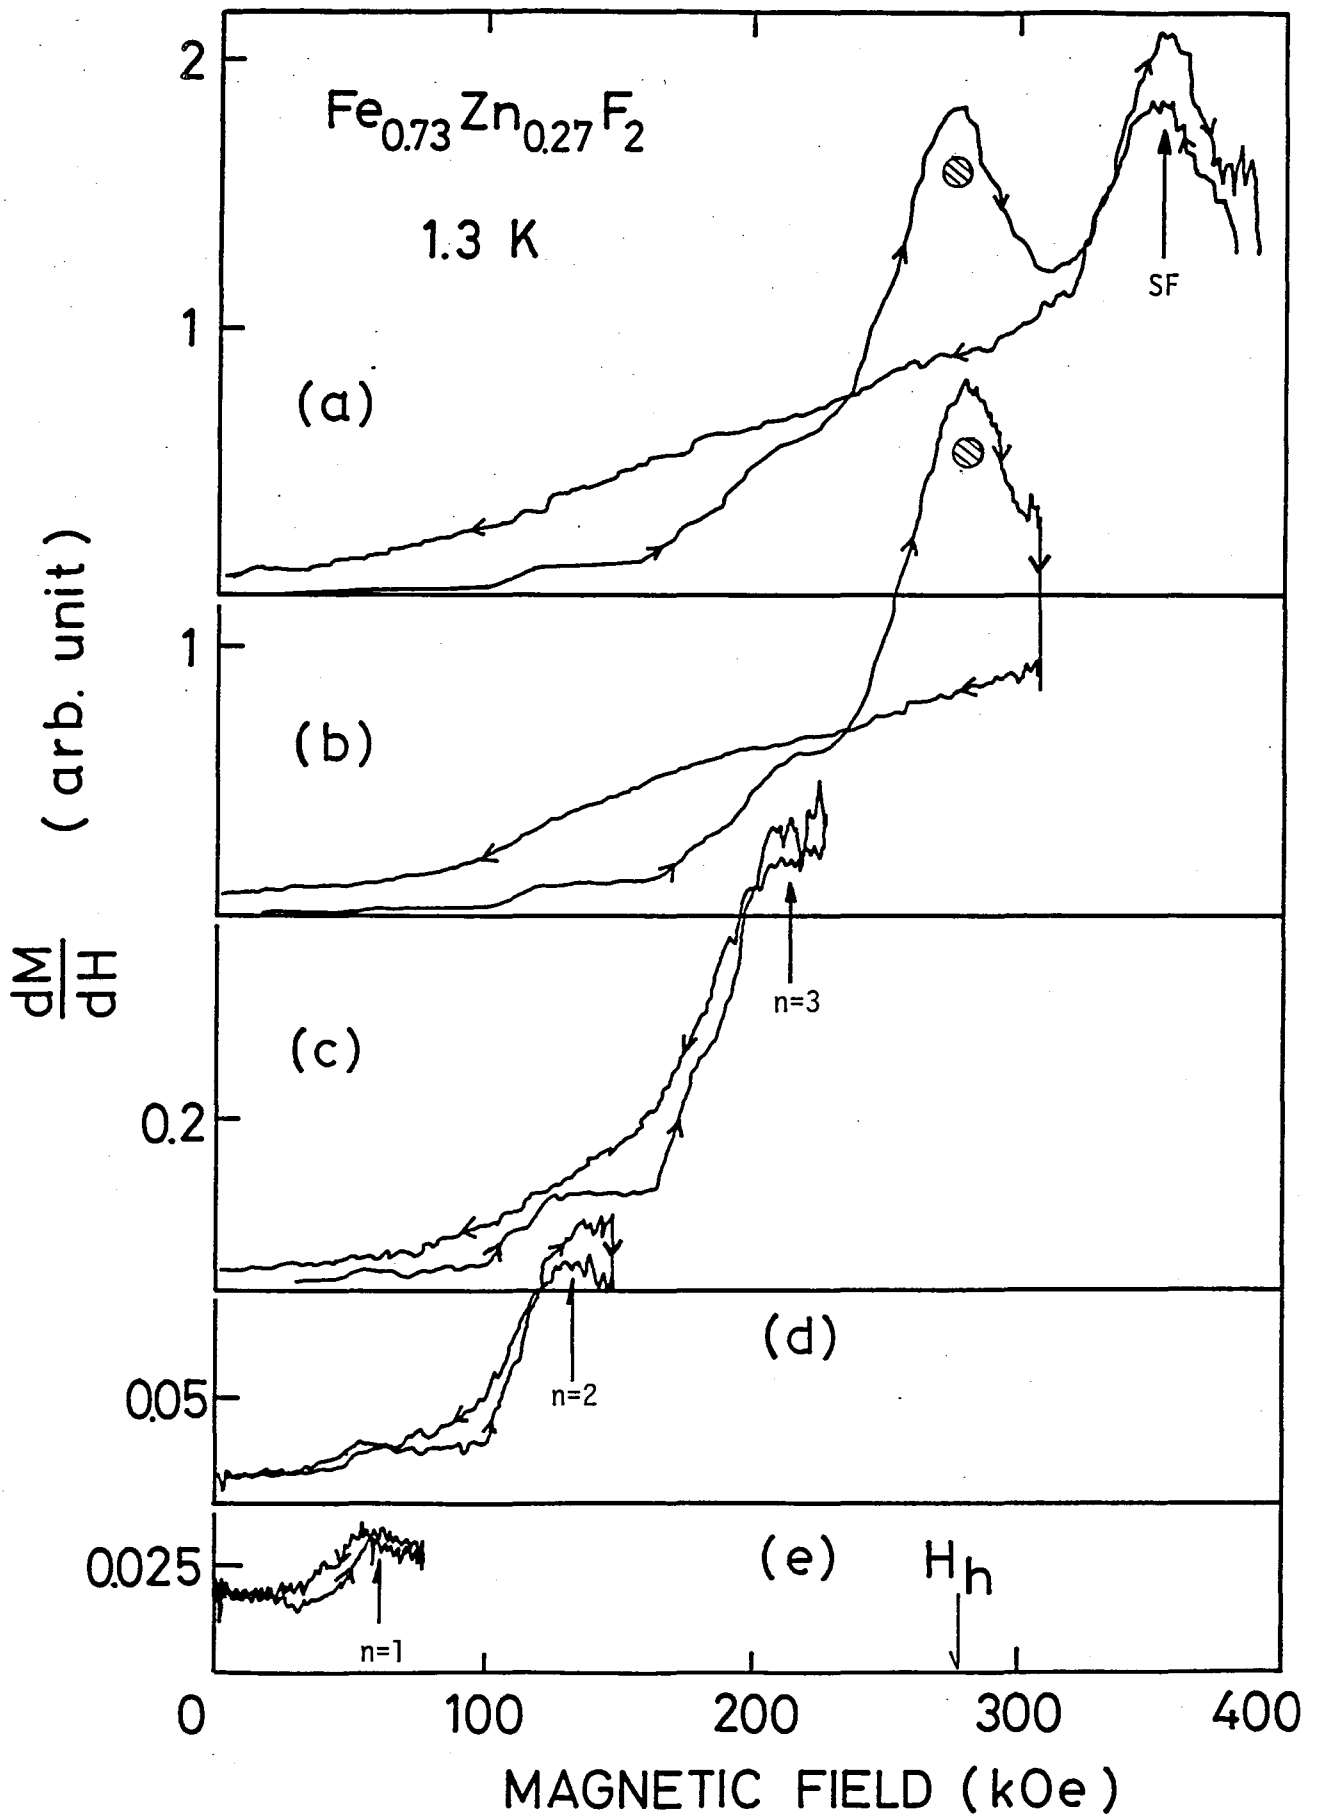 2
Fe0.73Zn0.27F2
1.3 K
SF
1
(a)
1
(b)
dM/dH (arb. unit)
n=3
(c)
0.2
(d)
0.05
n=2
(e)
Hh
0.025
n=1
0 100 200 300 400
MAGNETIC FIELD (kOe)